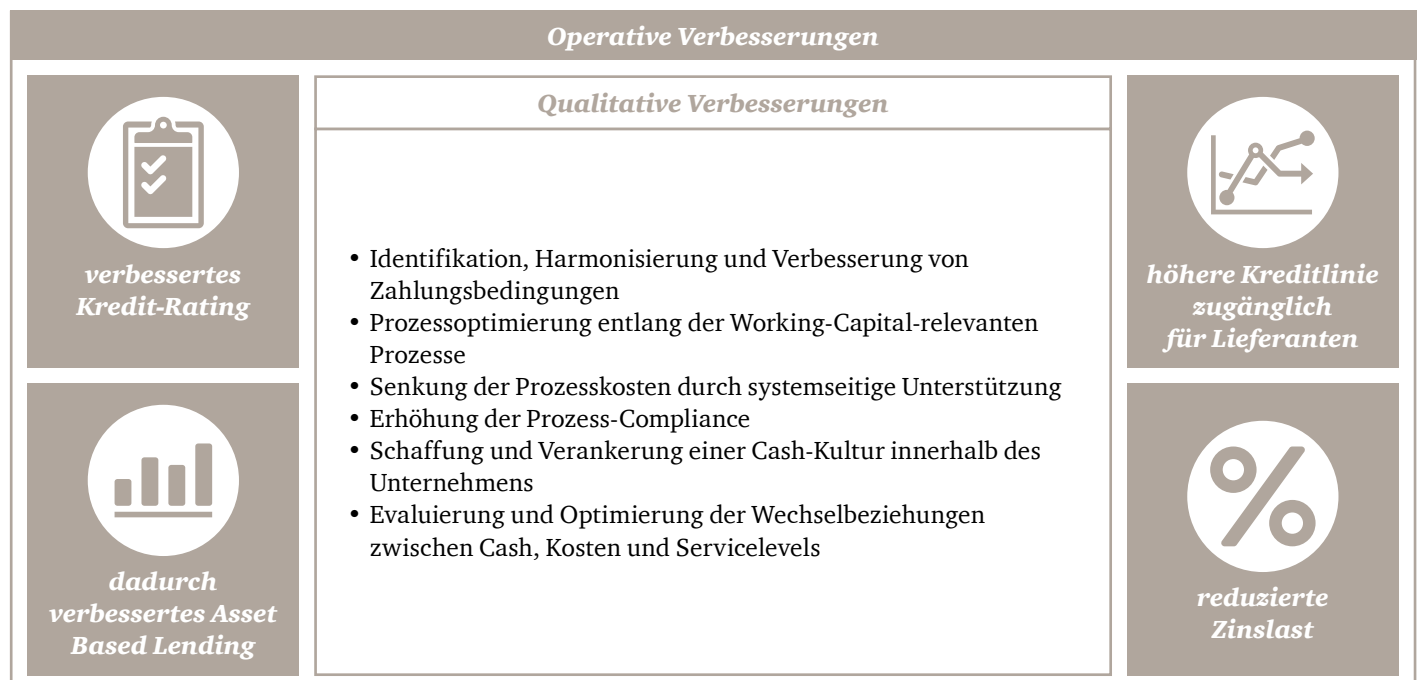 Operative Verbesserungen
verbessertes
Kredit-Rating
dadurch
verbessertes Asset
Based Lending
Qualitative Verbesserungen
• Identifikation, Harmonisierung und Verbesserung von
Zahlungsbedingungen
• Prozessoptimierung entlang der Working-Capital-relevanten
Prozesse
• Senkung der Prozesskosten durch systemseitige Unterstützung
• Erhöhung der Prozess-Compliance
• Schaffung und Verankerung einer Cash-Kultur innerhalb des
Unternehmens
• Evaluierung und Optimierung der Wechselbeziehungen
zwischen Cash, Kosten und Servicelevels
höhere Kreditlinie
zugänglich
für Lieferanten
%
reduzierte
Zinslast